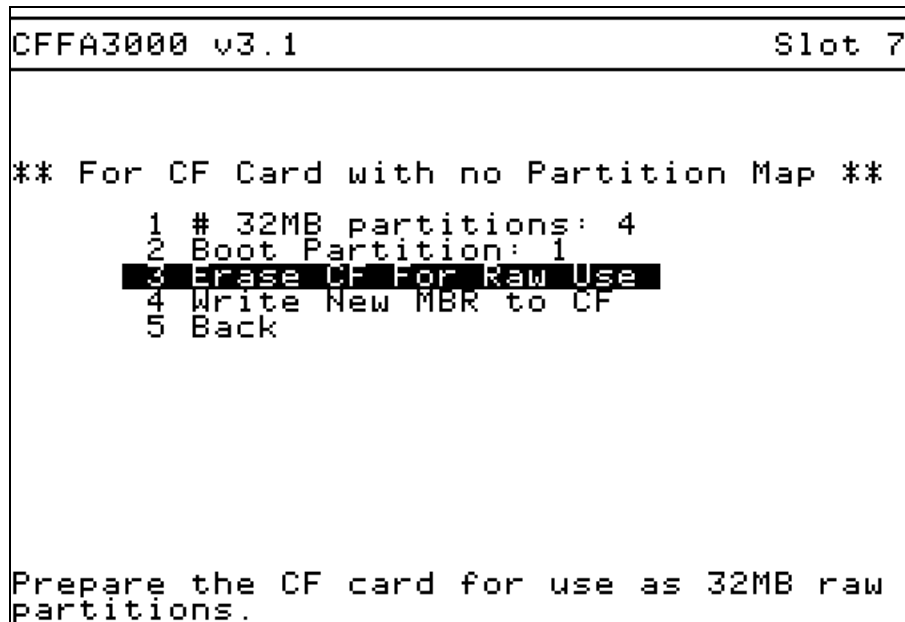 CFFA3000 v3.1 Slot 7
** For CF Card with no Partition Map **
1 # 32MB partitions: 4
2 Boot Partition: 1
3 Erase CF For Raw Use
4 Write New MBR to CF
5 Back
Prepare the CF card for use as 32MB raw
partitions.